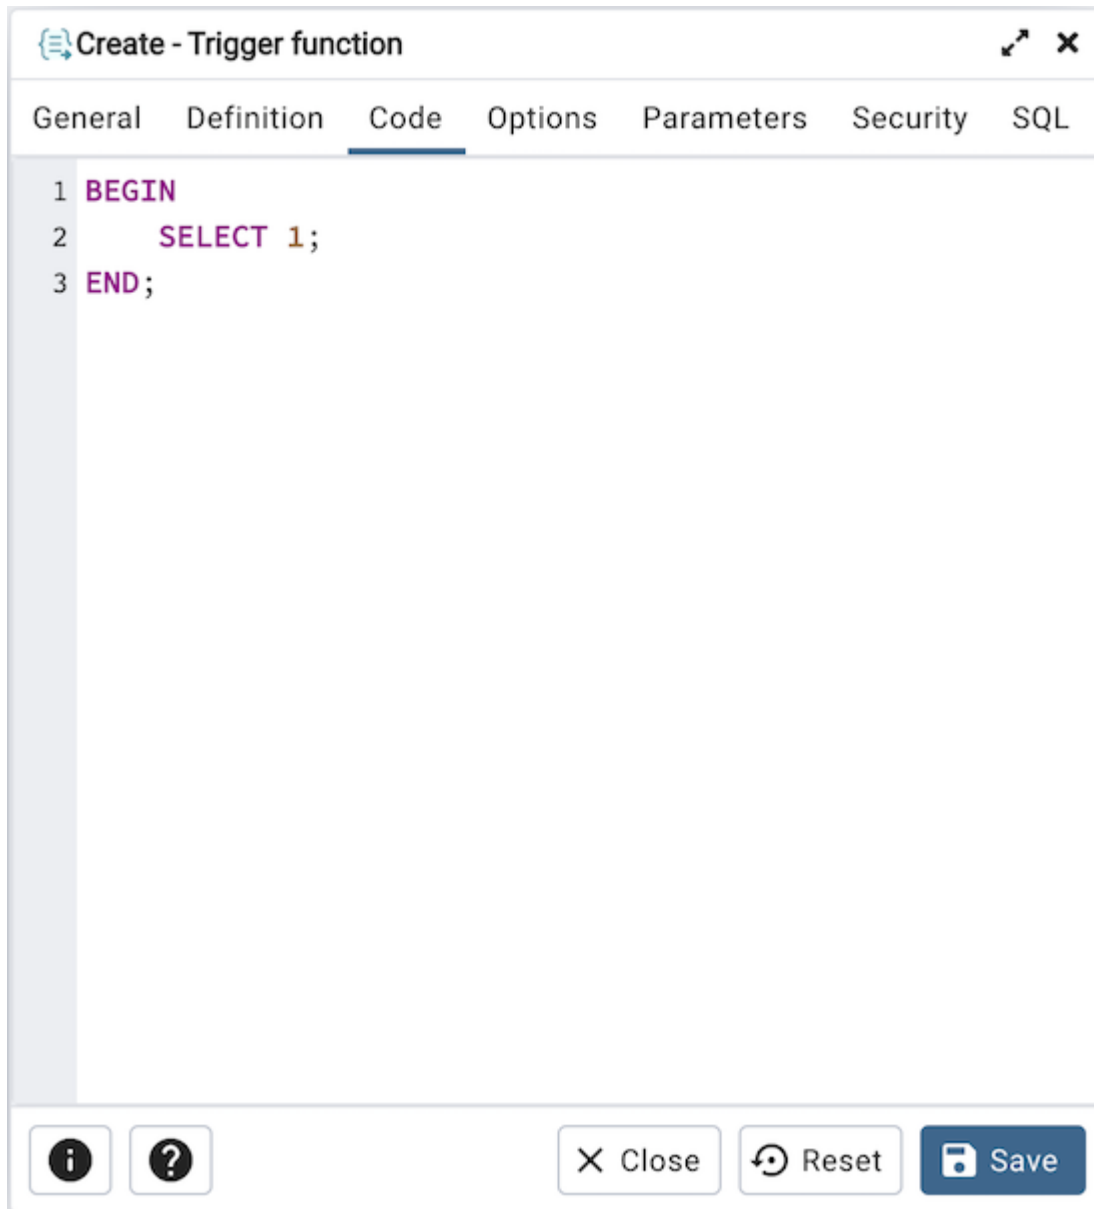 Create - Trigger function
General Definition Code Options Parameters Security SQL
1 BEGIN
2     SELECT 1;
3 END;
Close Reset Save